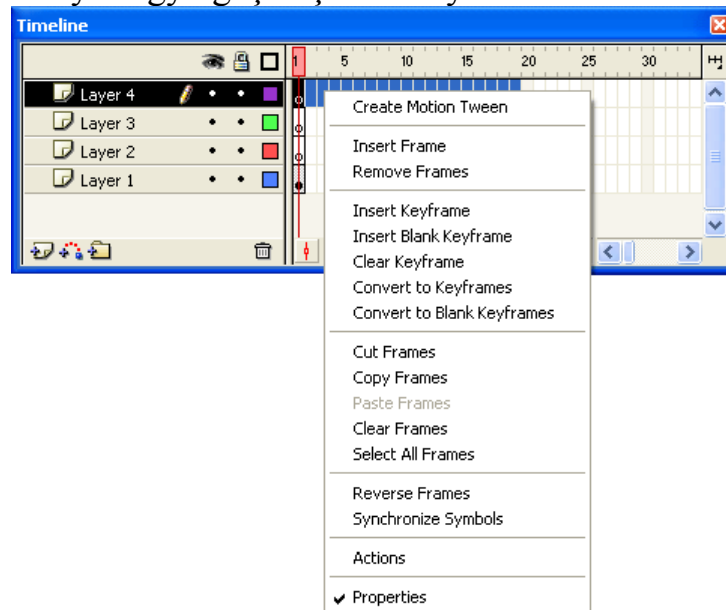 Timeline
1 5 10 15 20 25 30
Layer 4
Layer 3
Layer 2
Layer 1
Create Motion Tween
Insert Frame
Remove Frames
Insert Keyframe
Insert Blank Keyframe
Clear Keyframe
Convert to Keyframes
Convert to Blank Keyframes
Cut Frames
Copy Frames
Paste Frames
Clear Frames
Select All Frames
Reverse Frames
Synchronize Symbols
Actions
Properties